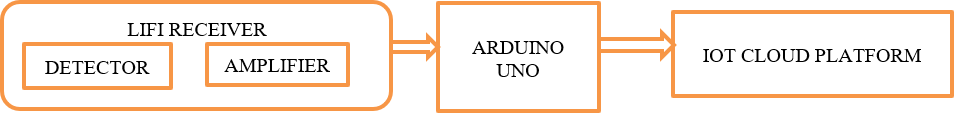 LIFI RECEIVER
DETECTOR
AMPLIFIER
ARDUINO
UNO
IOT CLOUD PLATFORM